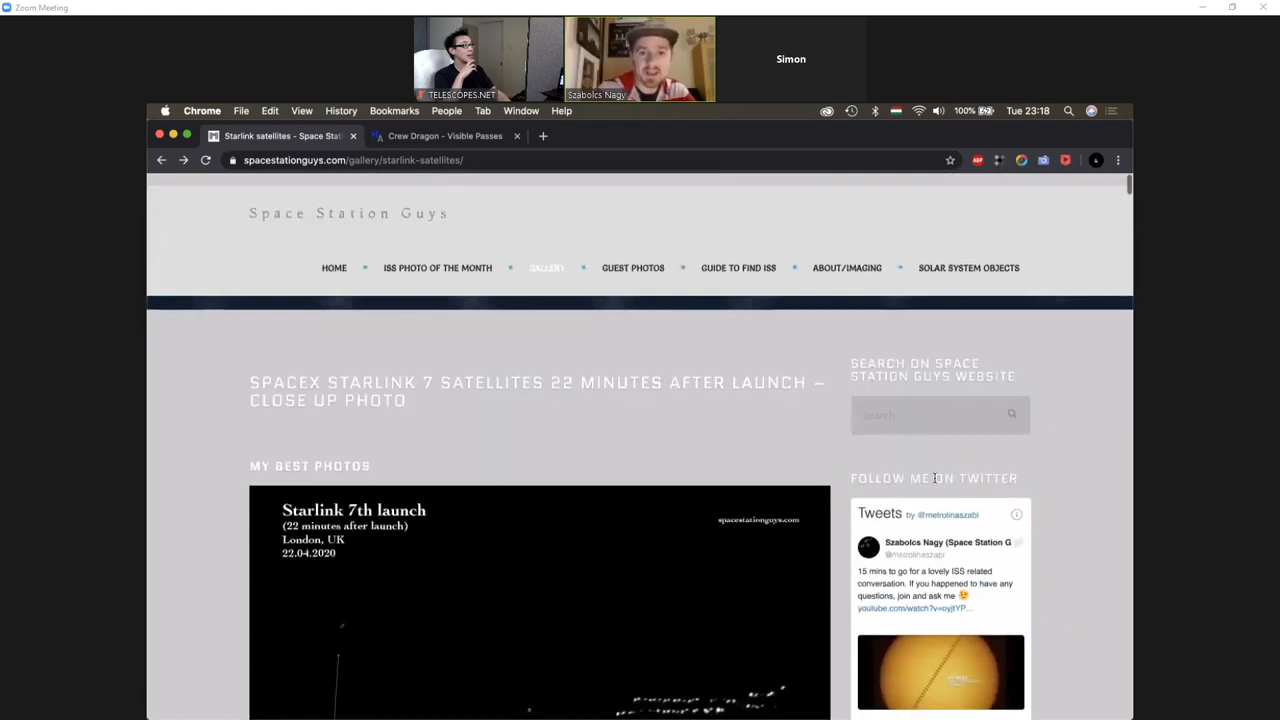 Zoom Meeting
TELESCOPES.NET
Szabolcs Nagy
Simon
Chrome File Edit View History Bookmarks People Tab Window Help 100% Tue 23:18
Starlink satellites - Space Stati
Crew Dragon - Visible Passes
spacestationguys.com/gallery/starlink-satellites/
ABP
Space Station Guys
HOME ISS PHOTO OF THE MONTH GALLERY GUEST PHOTOS GUIDE TO FIND ISS ABOUT/IMAGING SOLAR SYSTEM OBJECTS
SPACEX STARLINK 7 SATELLITES 22 MINUTES AFTER LAUNCH –
CLOSE UP PHOTO
MY BEST PHOTOS
Starlink 7th launch
(22 minutes after launch)
London, UK
22.04.2020
spacestationguys.com
SEARCH ON SPACE
STATION GUYS WEBSITE
Search...
FOLLOW ME ON TWITTER
Tweets by @metrolinaszabi
Szabolcs Nagy (Space Station G
@metrolinaszabi
15 mins to go for a lovely ISS related
conversation. If you happened to have any
questions, join and ask me 😉
youtube.com/watch?v=oyjtYP…